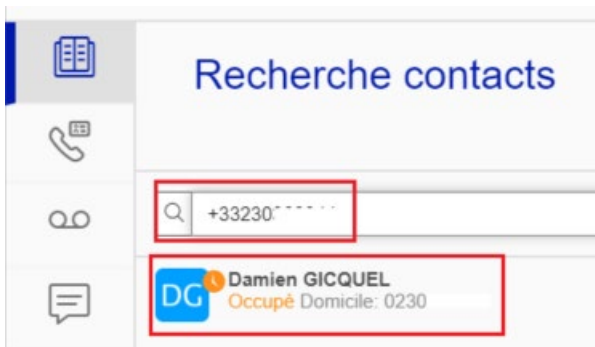 Recherche contacts
+33230
DG
Damien GICQUEL
Occupé Domicile: 0230